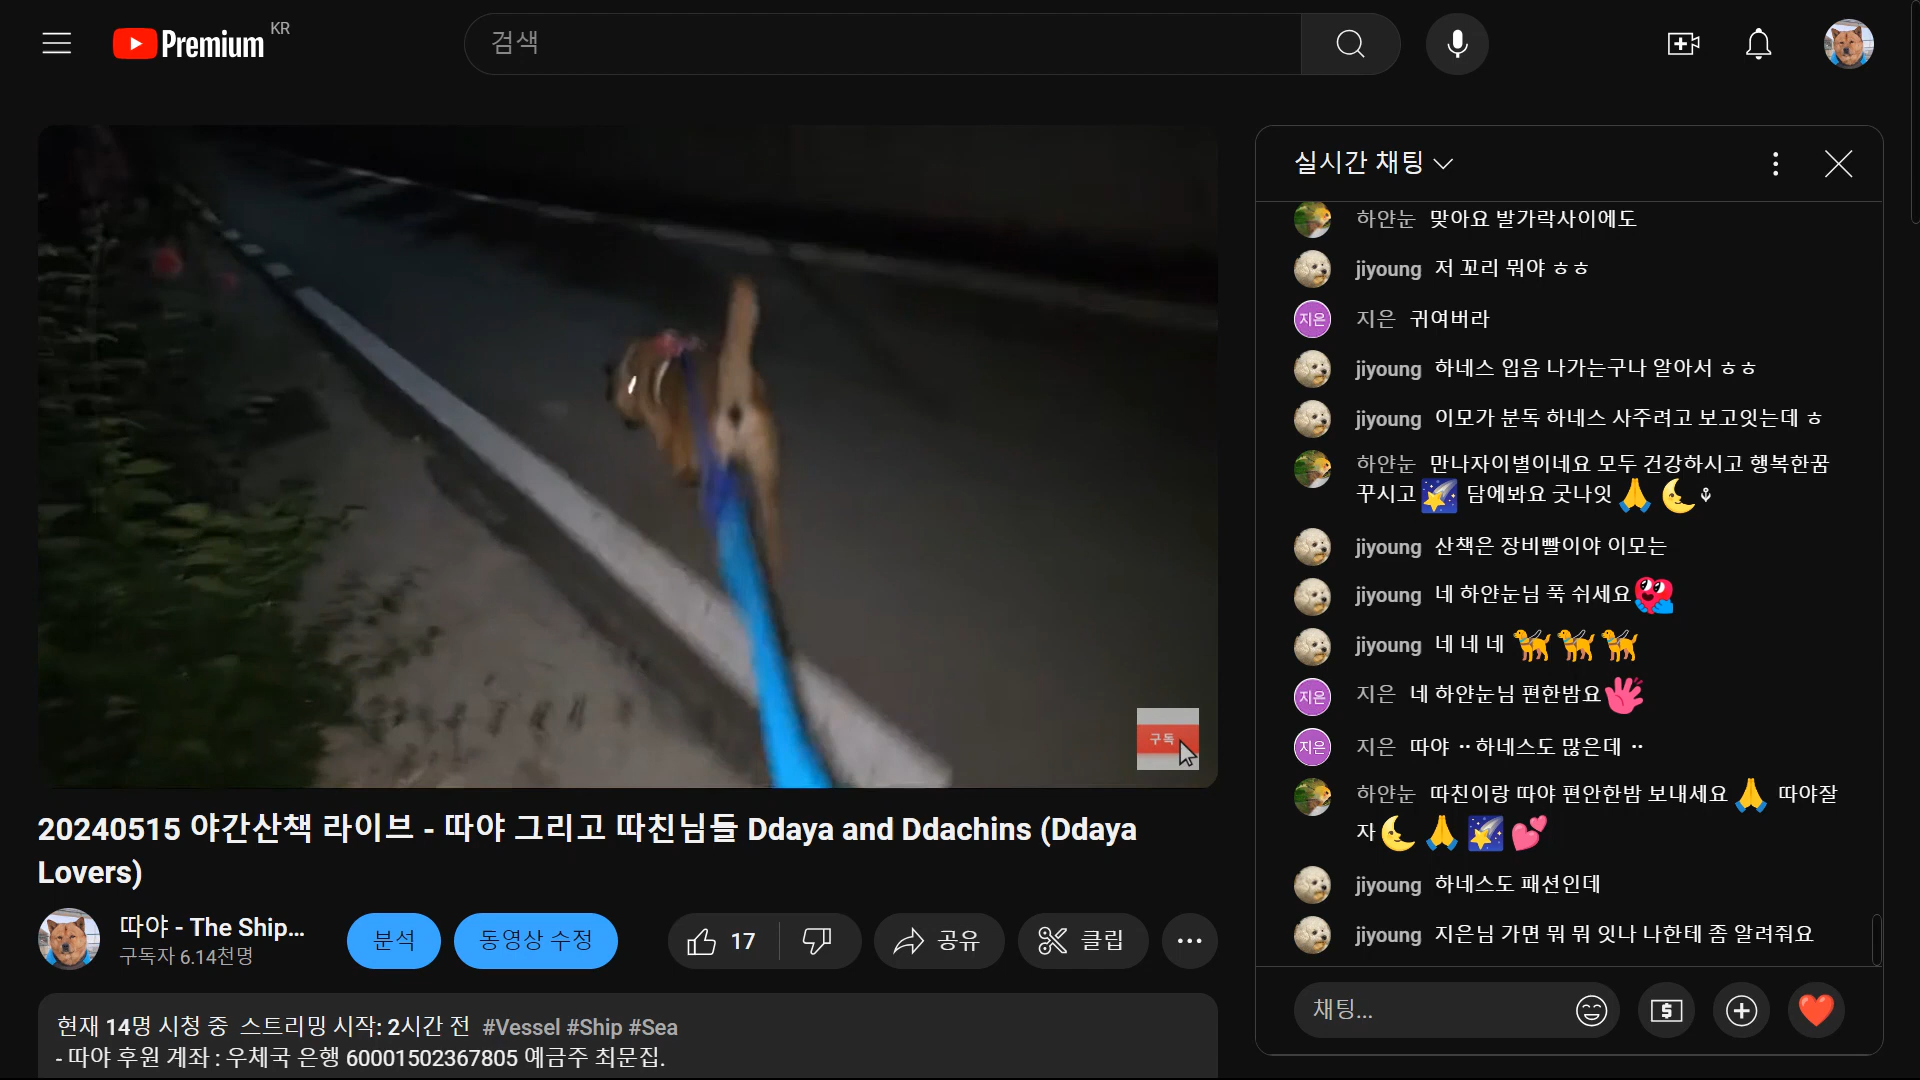 Premium KR
검색
실시간 채팅
하얀눈 맞아요 발가락사이에도
jiyoung 저 꼬리 뭐야 ㅎㅎ
지은 지은 귀여버라
jiyoung 하네스 입음 나가는구나 알아서 ㅎㅎ
jiyoung 이모가 분독 하네스 사주려고 보고잇는데 ㅎ
하얀눈 만나자이별이네요 모두 건강하시고 행복한꿈
꾸시고🌠 담에봐요 굿나잇🙏🌜⚓
jiyoung 산책은 장비빨이야 이모는
jiyoung 네 하얀눈님 푹 쉬세요
jiyoung 네 네 네 🦮🦮🦮
지은 지은 네 하얀눈님 편한밤요
지은 지은 따야 ··하네스도 많은데 ··
하얀눈 따친이랑 따야 편안한밤 보내세요🙏 따야잘
자🌜🙏🌠💕
jiyoung 하네스도 패션인데
jiyoung 지은님 가면 뭐 뭐 잇나 나한테 좀 알려줘요
채팅...
구독
20240515 야간산책 라이브 - 따야 그리고 따친님들 Ddaya and Ddachins (Ddaya
Lovers)
따야 - The Ship...
구독자 6.14천명
분석
동영상 수정
17
공유
클립
현재 14명 시청 중 스트리밍 시작: 2시간 전 #Vessel #Ship #Sea
- 따야 후원 계좌 : 우체국 은행 60001502367805 예금주 최문집.